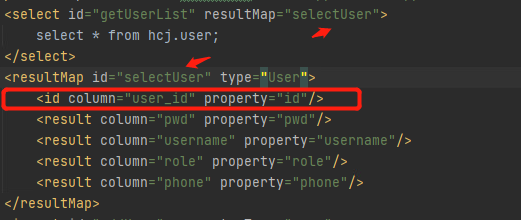 <select id="getUserList" resultMap="selectUser">
select * from hcj.user;
</select>
<resultMap id="selectUser" type="User">
<id column="user_id" property="id"/>
<result column="pwd" property="pwd"/>
<result column="username" property="username"/>
<result column="role" property="role"/>
<result column="phone" property="phone"/>
</resultMap>